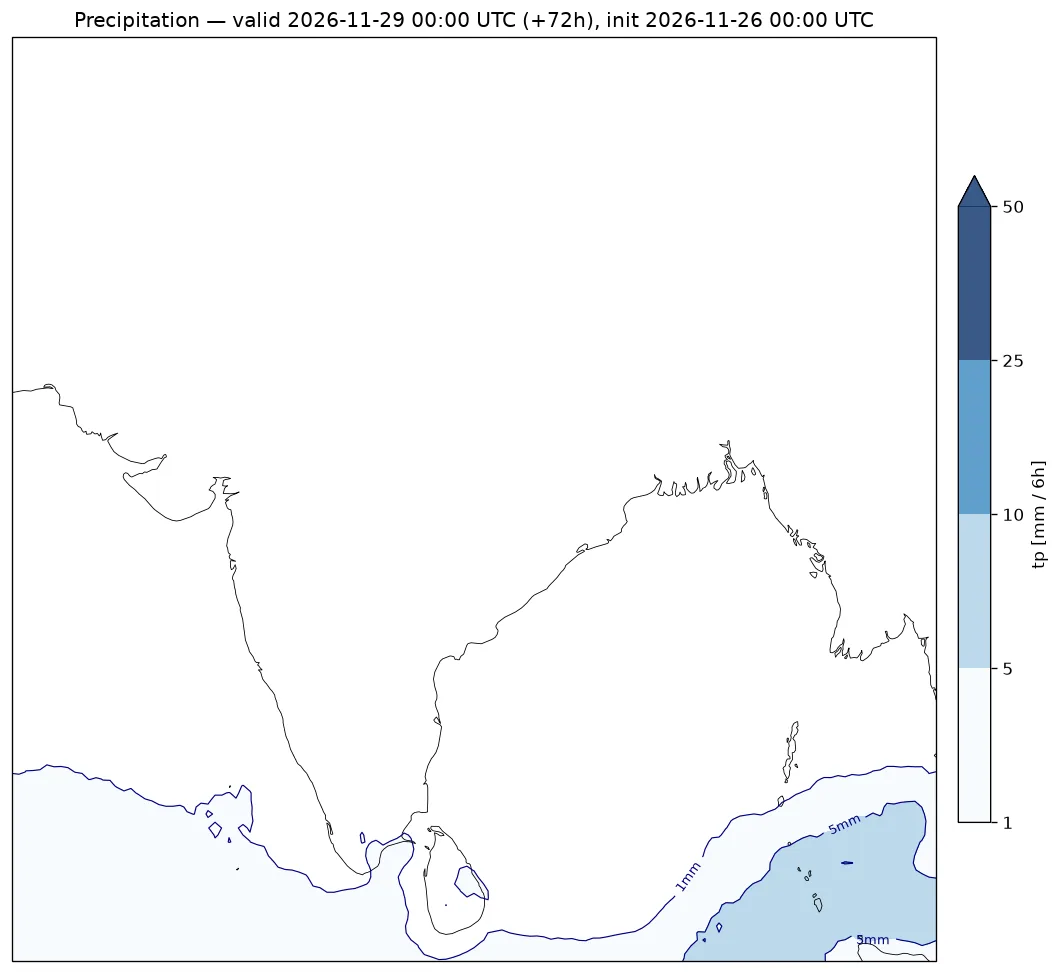 Precipitation — valid 2026-11-29 00:00 UTC (+72h), init 2026-11-26 00:00 UTC
50
25
10
5
1
tp [mm / 6h]
5mm
1mm
5mm